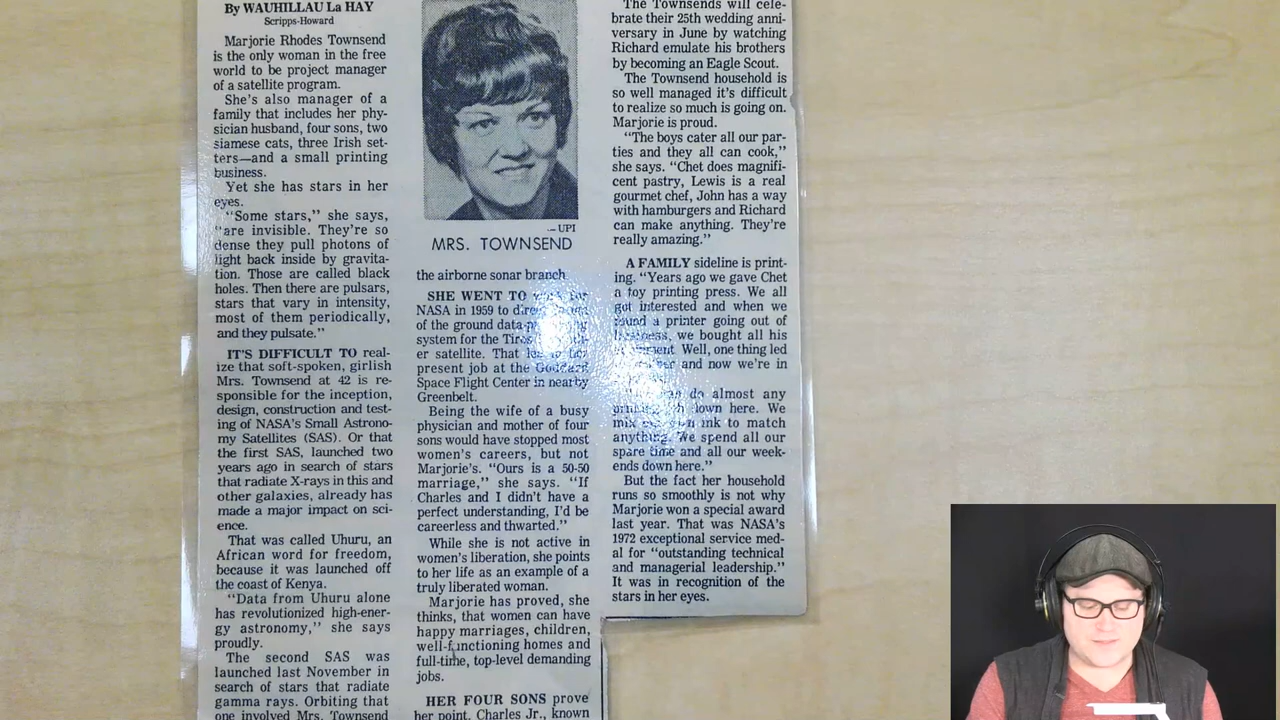 By WAUHILLAU La HAY
Scripps-Howard
Marjorie Rhodes Townsend
is the only woman in the free
world to be project manager
of a satellite program.
She's also manager of a
family that includes her phy-
sician husband, four sons, two
siamese cats, three Irish set-
ters—and a small printing
business.
Yet she has stars in her
eyes.
"Some stars," she says,
"are invisible. They're so
dense they pull photons of
light back inside by gravita-
tion. Those are called black
holes. Then there are pulsars,
stars that vary in intensity,
most of them periodically,
and they pulsate."
IT'S DIFFICULT TO real-
ize that soft-spoken, girlish
Mrs. Townsend at 42 is re-
sponsible for the inception,
design, construction and test-
ing of NASA's Small Astrono-
my Satellites (SAS). Or that
the first SAS, launched two
years ago in search of stars
that radiate X-rays in this and
other galaxies, already has
made a major impact on sci-
ence.
That was called Uhuru, an
African word for freedom,
because it was launched off
the coast of Kenya.
"Data from Uhuru alone
has revolutionized high-ener-
gy astronomy," she says
proudly.
The second SAS was
launched last November in
search of stars that radiate
gamma rays. Orbiting that
one involved Mrs. Townsend
—UPI
MRS. TOWNSEND
the airborne sonar branch
SHE WENT TO for
NASA in 1959 to
of the ground
system for the
er satellite. That
present job at the Goddard
Space Flight Center in nearby
Greenbelt.
Being the wife of a busy
physician and mother of four
sons would have stopped most
women's careers, but not
Marjorie's. "Ours is a 50-50
marriage," she says. "If
Charles and I didn't have a
perfect understanding, I'd be
careerless and thwarted."
While she is not active in
women's liberation, she points
to her life as an example of a
truly liberated woman.
Marjorie has proved, she
thinks, that women can have
happy marriages, children,
well-functioning homes and
full-time, top-level demanding
jobs.
HER FOUR SONS prove
her point. Charles Jr., known
The Townsends will cele-
brate their 25th wedding anni-
versary in June by watching
Richard emulate his brothers
by becoming an Eagle Scout.
The Townsend household is
so well managed it's difficult
to realize so much is going on.
Marjorie is proud.
"The boys cater all our par-
ties and they all can cook,"
she says. "Chet does magnifi-
cent pastry, Lewis is a real
gourmet chef, John has a way
with hamburgers and Richard
can make anything. They're
really amazing."
A FAMILY sideline is print-
ing. "Years ago we gave Chet
a toy printing press. We all
got interested and when we
found a printer going out of
business, we bought all his
Well, one thing led
and now we're in
do almost any
down here. We
mix ink to match
anything. We spend all our
spare time and all our week-
ends down here."
But the fact her household
runs so smoothly is not why
Marjorie won a special award
last year. That was NASA's
1972 exceptional service med-
al for "outstanding technical
and managerial leadership."
It was in recognition of the
stars in her eyes.